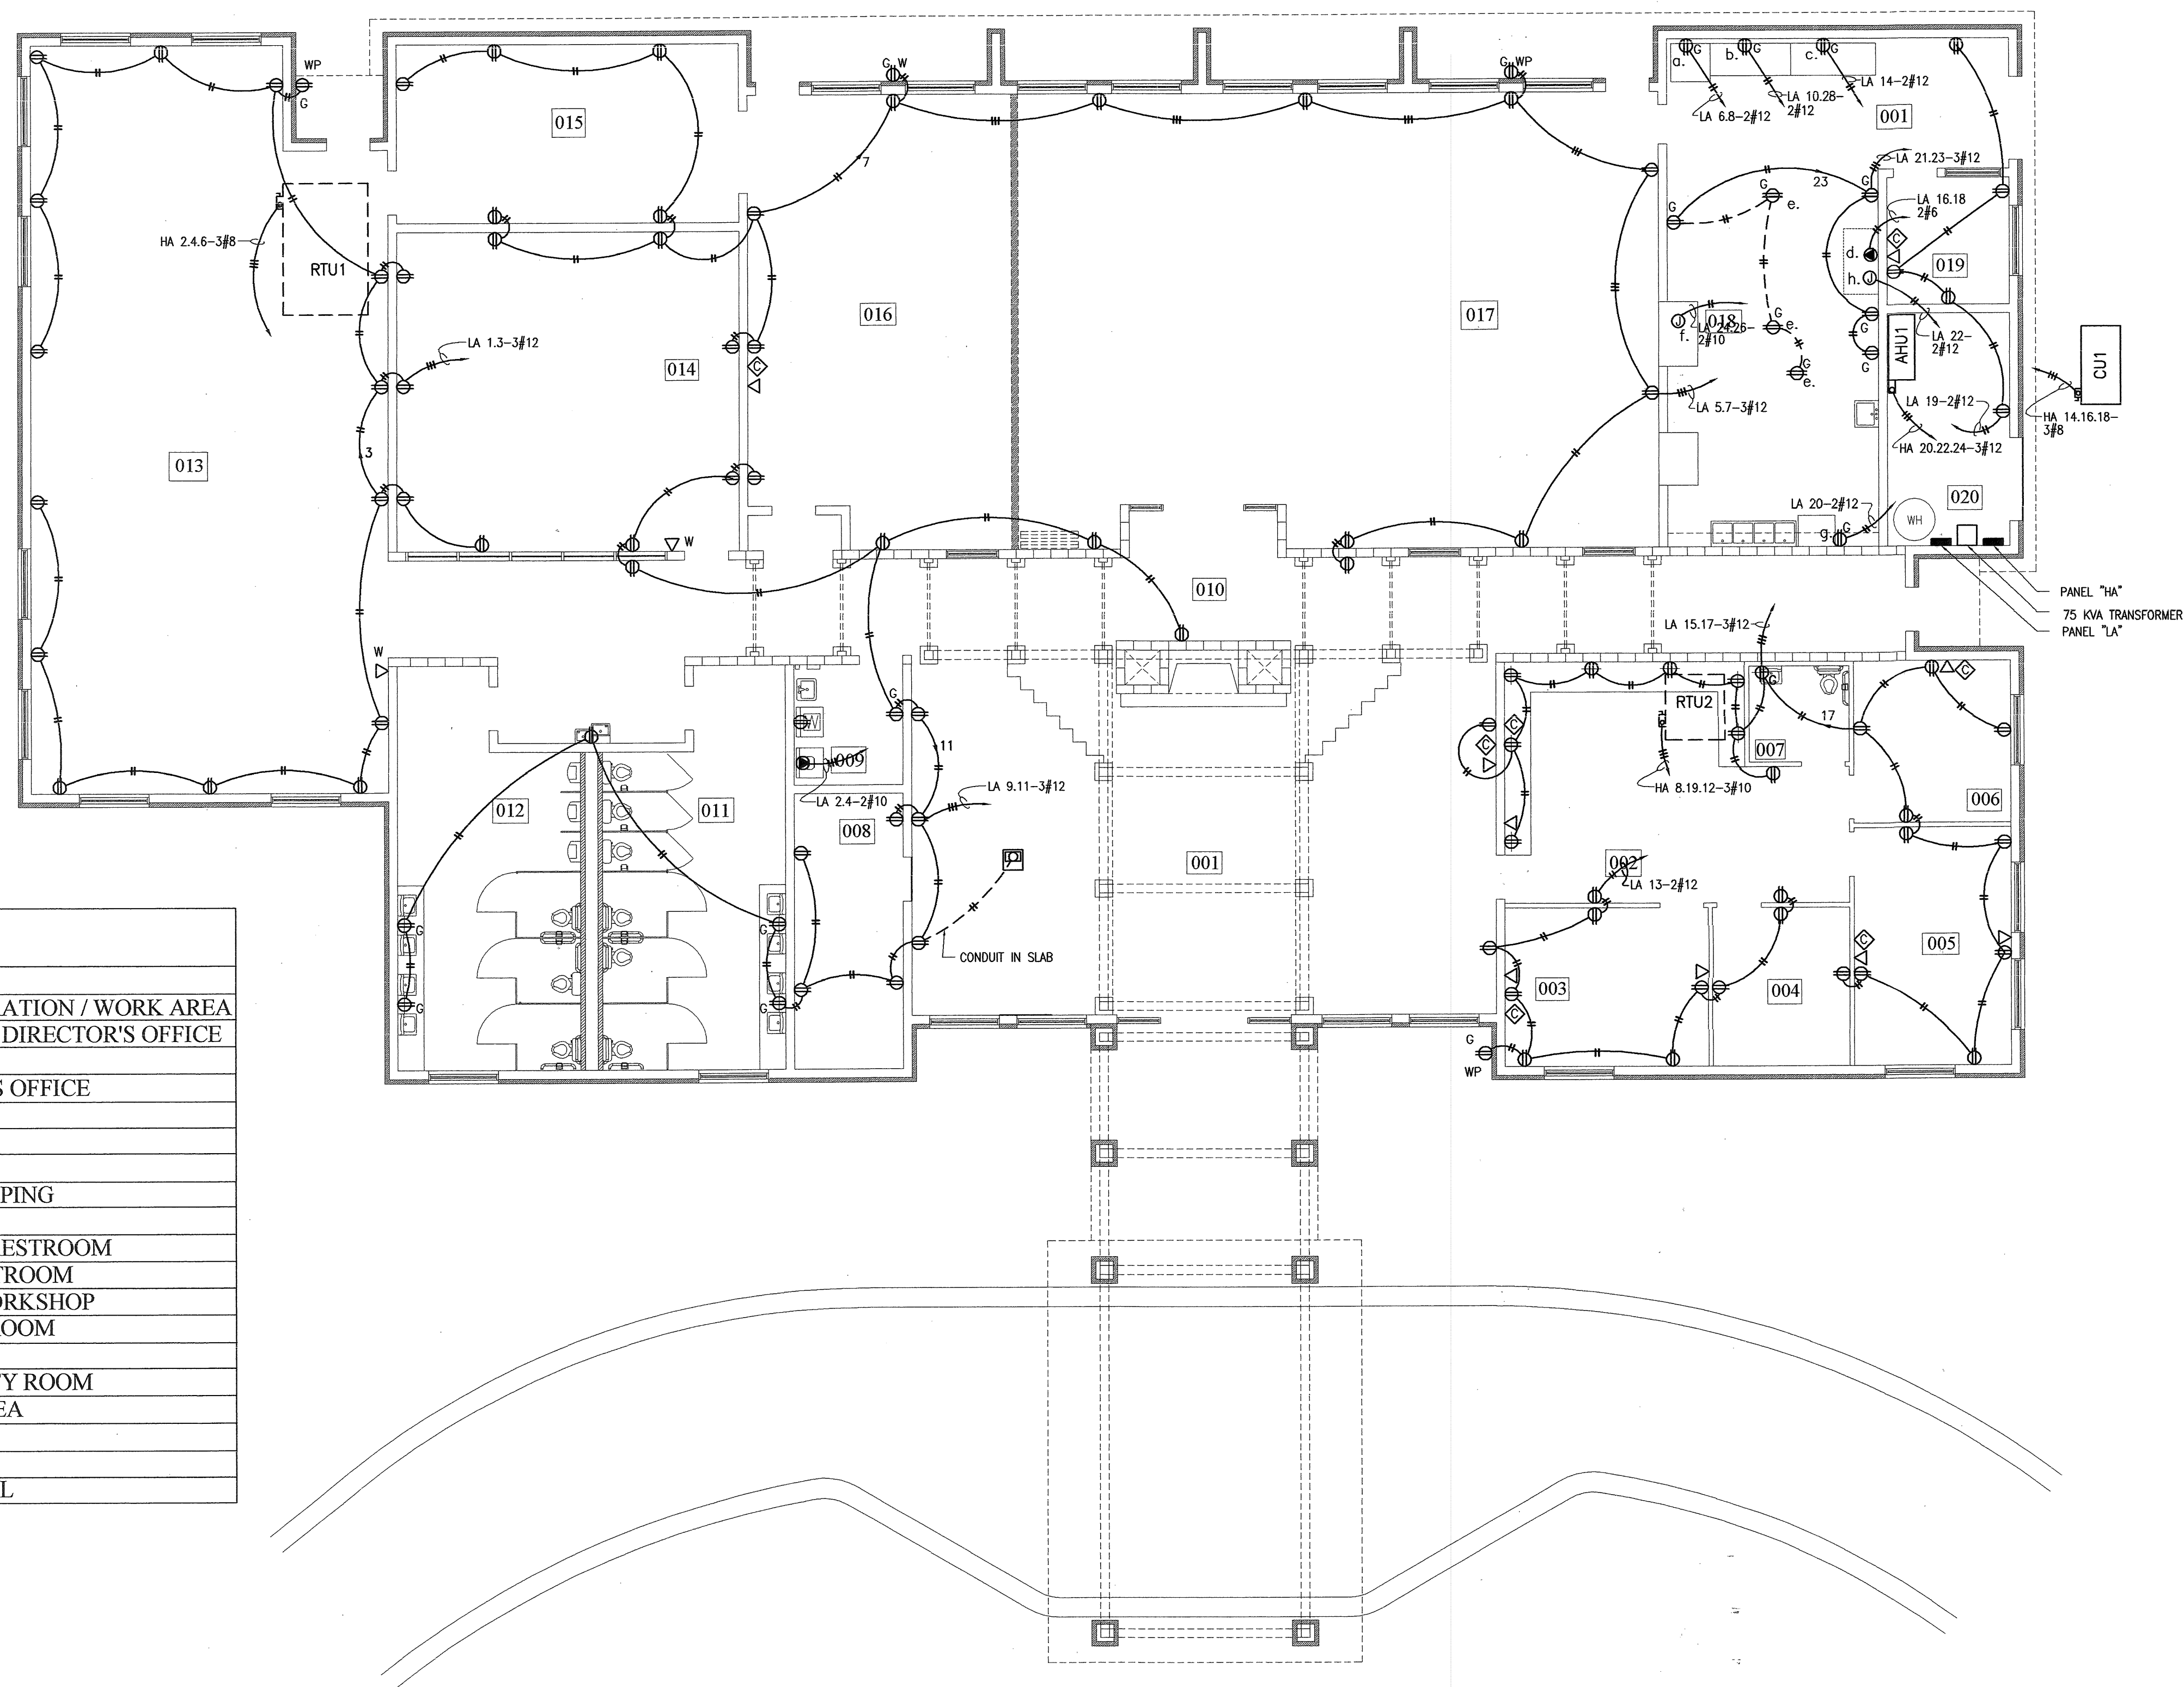 WP
G
G W
G WP
a.
G
b.
G
c.
G
LA 14-2#12
LA 10.28-
2#12
LA 6.8-2#12
001
015
7
LA 21.23-3#12
G
23
G
e.
G
LA 16.18
2#6
C
d.
h.
J
019
HA 2.4.6-3#8
RTU1
016
017
J
f.
LA 24.26-
2#10
018
G
e.
G
LA 22-
2#12
AHU1
CU1
LA 1.3-3#12
014
C
G
e.
G
LA 5.7-3#12
LA 19-2#12
HA 14.16.18-
3#8
HA 20.22.24-3#12
013
3
020
LA 20-2#12
WH
g.
G
W
010
PANEL "HA"
75 KVA TRANSFORMER
PANEL "LA"
LA 15.17-3#12
W
G
W
11
009
LA 2.4-2#10
LA 9.11-3#12
C
C
RTU2
G
17
007
C
HA 8.19.12-3#10
006
012
011
008
001
002
LA 13-2#12
G
G
CONDUIT IN SLAB
C
005
G
G
003
C
004
G
WP
RATION / WORK AREA
DIRECTOR'S OFFICE
S OFFICE
PING
RESTROOM
TROOM
ORKSHOP
ROOM
TY ROOM
EA
L